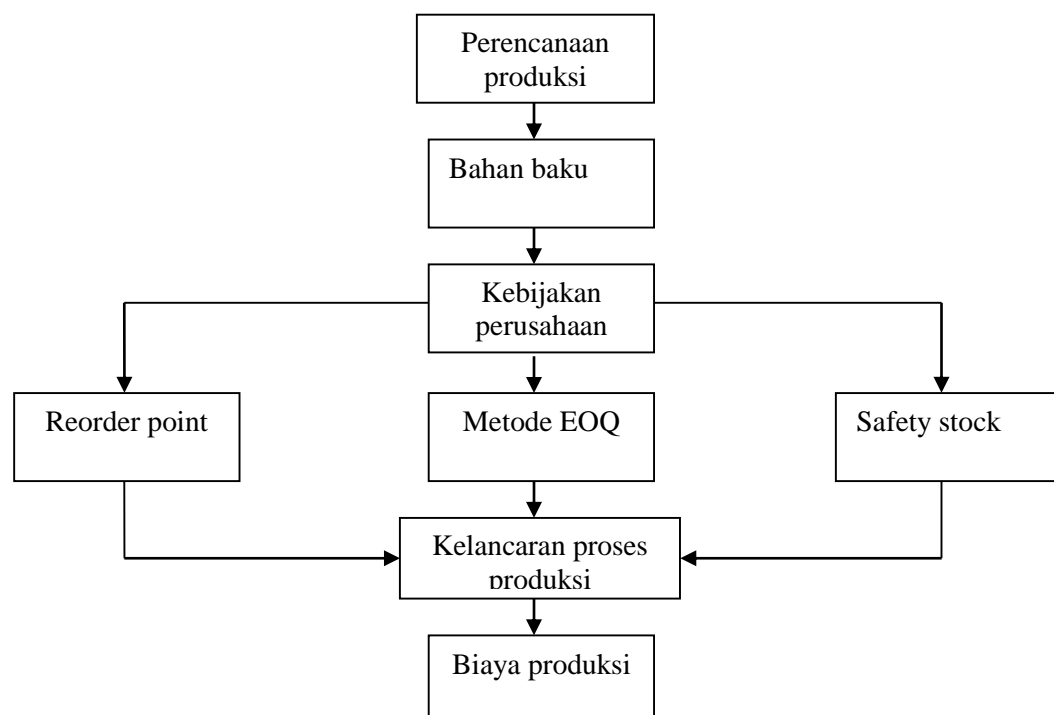 Perencanaan
produksi
Bahan baku
Kebijakan
perusahaan
Reorder point
Metode EOQ
Safety stock
Kelancaran proses
produksi
Biaya produksi